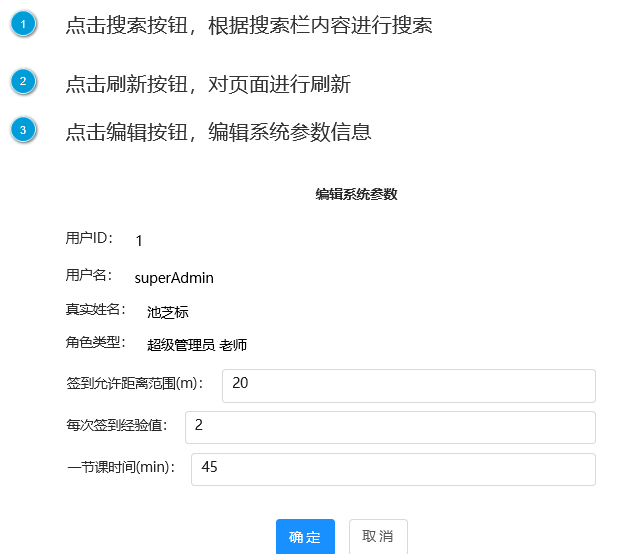 1 点击搜索按钮，根据搜索栏内容进行搜索
2 点击刷新按钮，对页面进行刷新
3 点击编辑按钮，编辑系统参数信息
编辑系统参数
用户ID： 1
用户名： superAdmin
真实姓名： 池芝标
角色类型： 超级管理员 老师
签到允许距离范围(m)： 20
每次签到经验值： 2
一节课时间(min)： 45
确 定 取 消